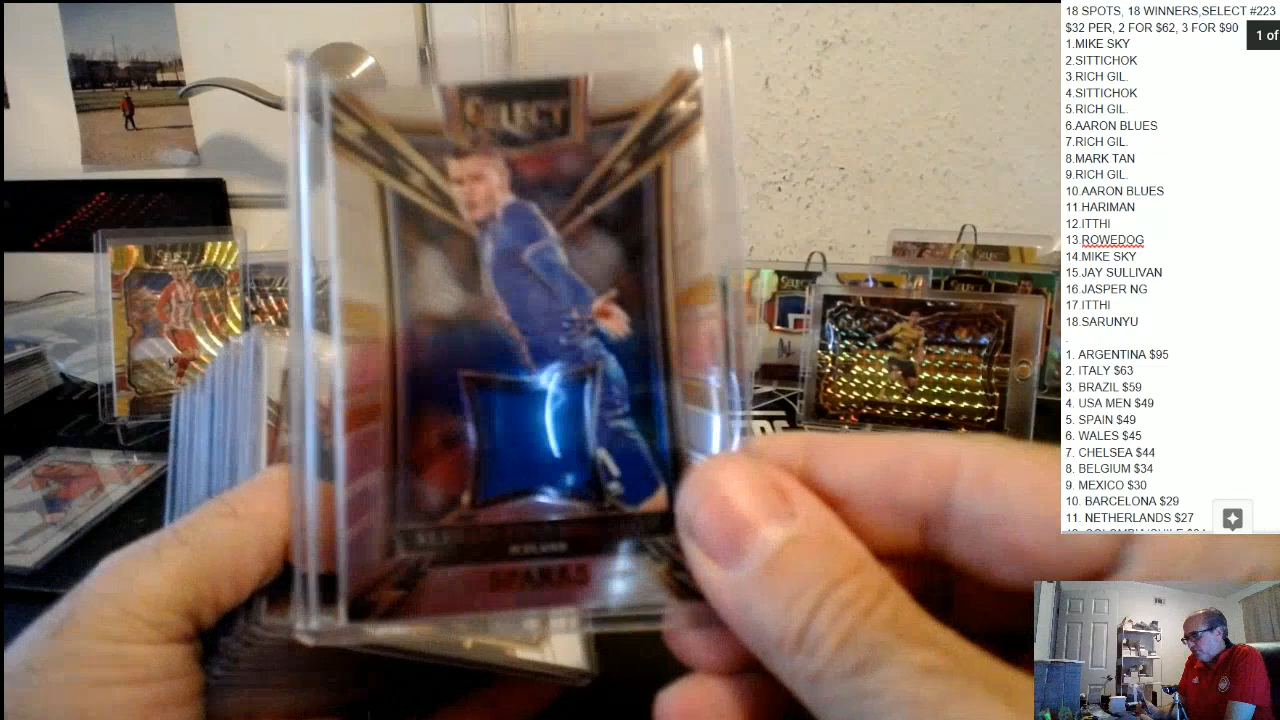 18 SPOTS, 18 WINNERS,SELECT #223
$32 PER, 2 FOR $62, 3 FOR $90
1 of
1.MIKE SKY
2.SITTICHOK
3.RICH GIL.
4.SITTICHOK
5.RICH GIL.
6.AARON BLUES
7.RICH GIL.
8.MARK TAN
9.RICH GIL.
10.AARON BLUES
11 HARIMAN
12.ITTHI
13.ROWEDOG
14.MIKE SKY
15.JAY SULLIVAN
16.JASPER NG
17 ITTHI
18.SARUNYU
.
1. ARGENTINA $95
2. ITALY $63
3. BRAZIL $59
4. USA MEN $49
5. SPAIN $49
6. WALES $45
7. CHELSEA $44
8. BELGIUM $34
9. MEXICO $30
10. BARCELONA $29
11. NETHERLANDS $27
SELECT
SPARKS